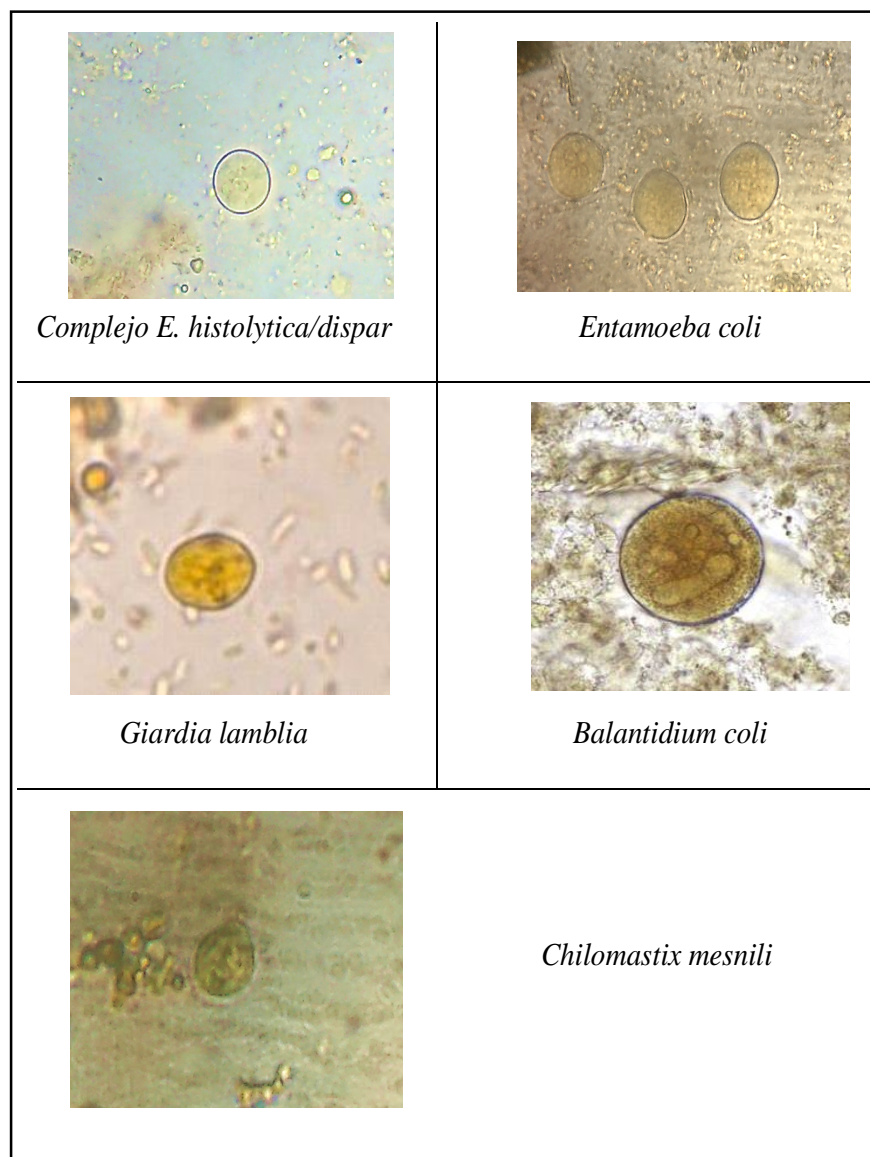 Complejo E. histolytica/dispar
Entamoeba coli
Giardia lamblia
Balantidium coli
Chilomastix mesnili